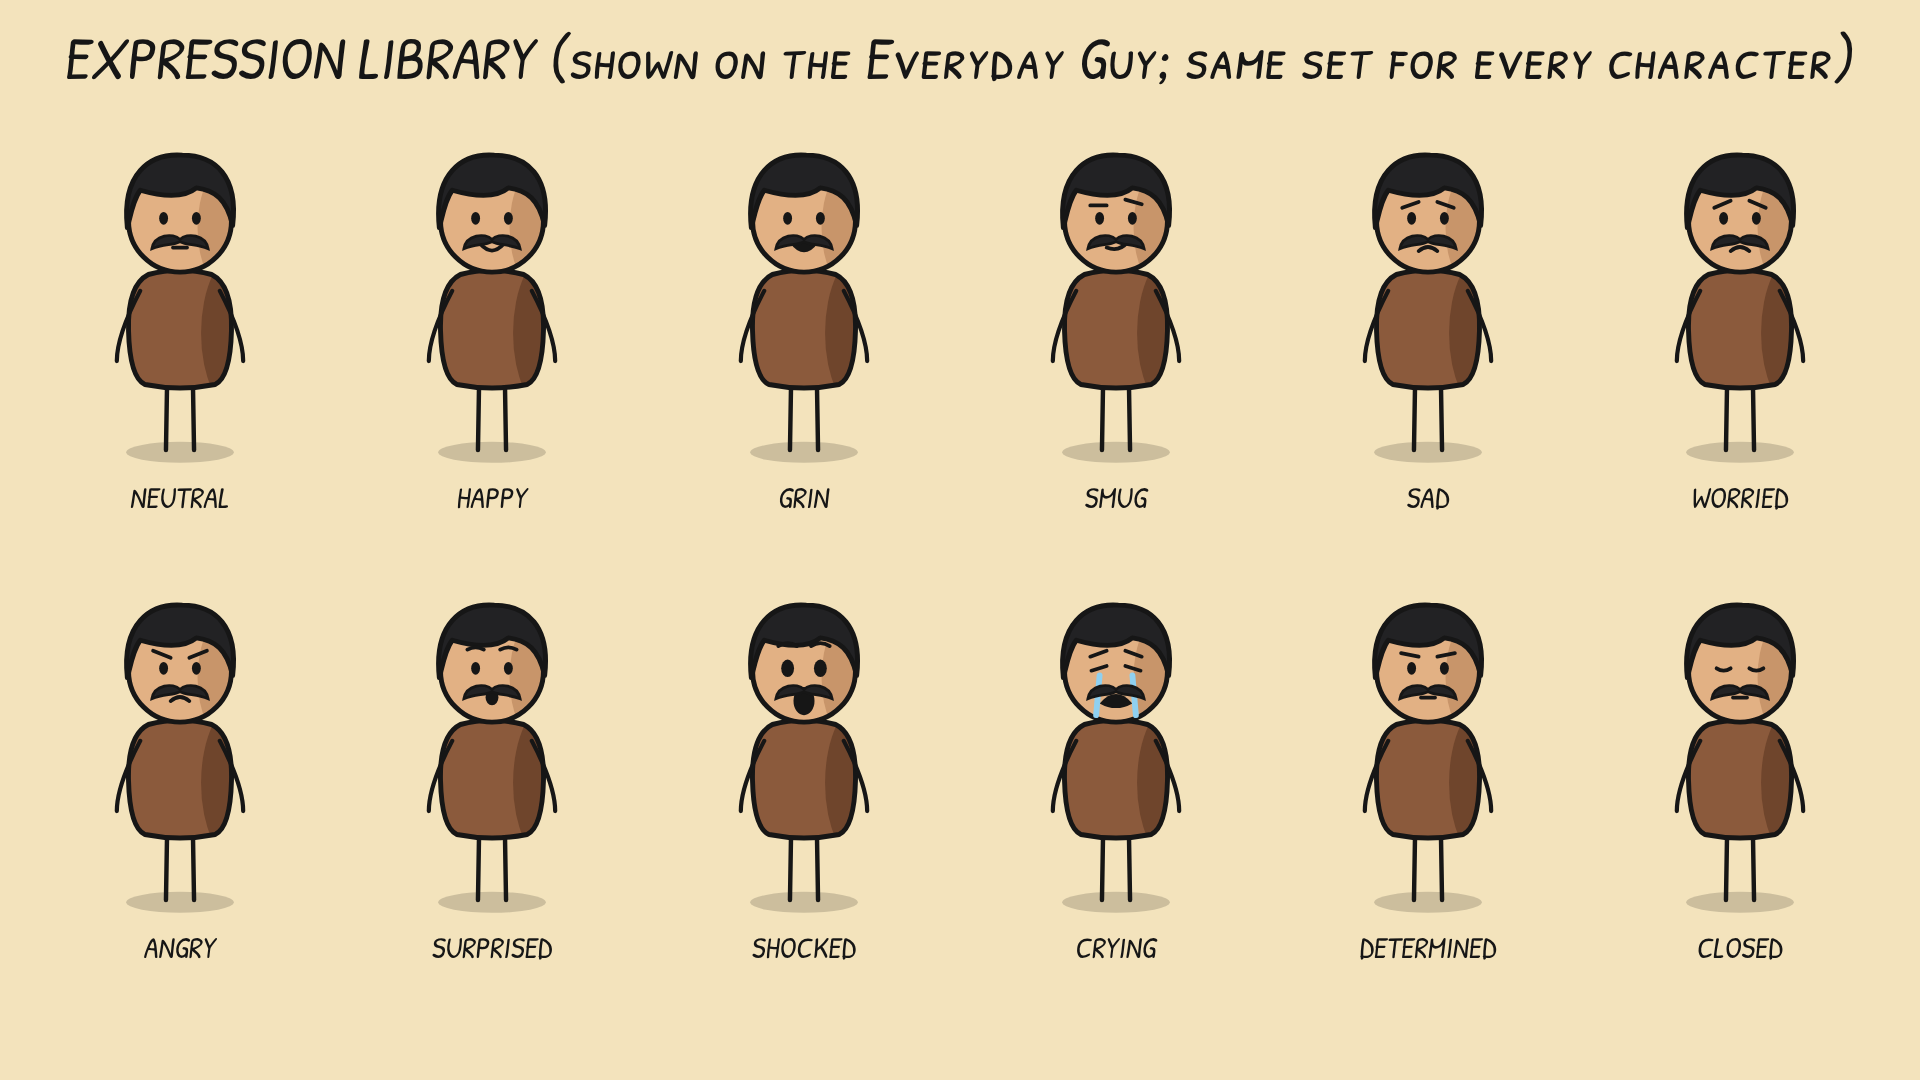 EXPRESSION LIBRARY (SHOWN ON THE EVERYDAY GUY; SAME SET FOR EVERY CHARACTER)
NEUTRAL
HAPPY
GRIN
SMUG
SAD
WORRIED
ANGRY
SURPRISED
SHOCKED
CRYING
DETERMINED
CLOSED